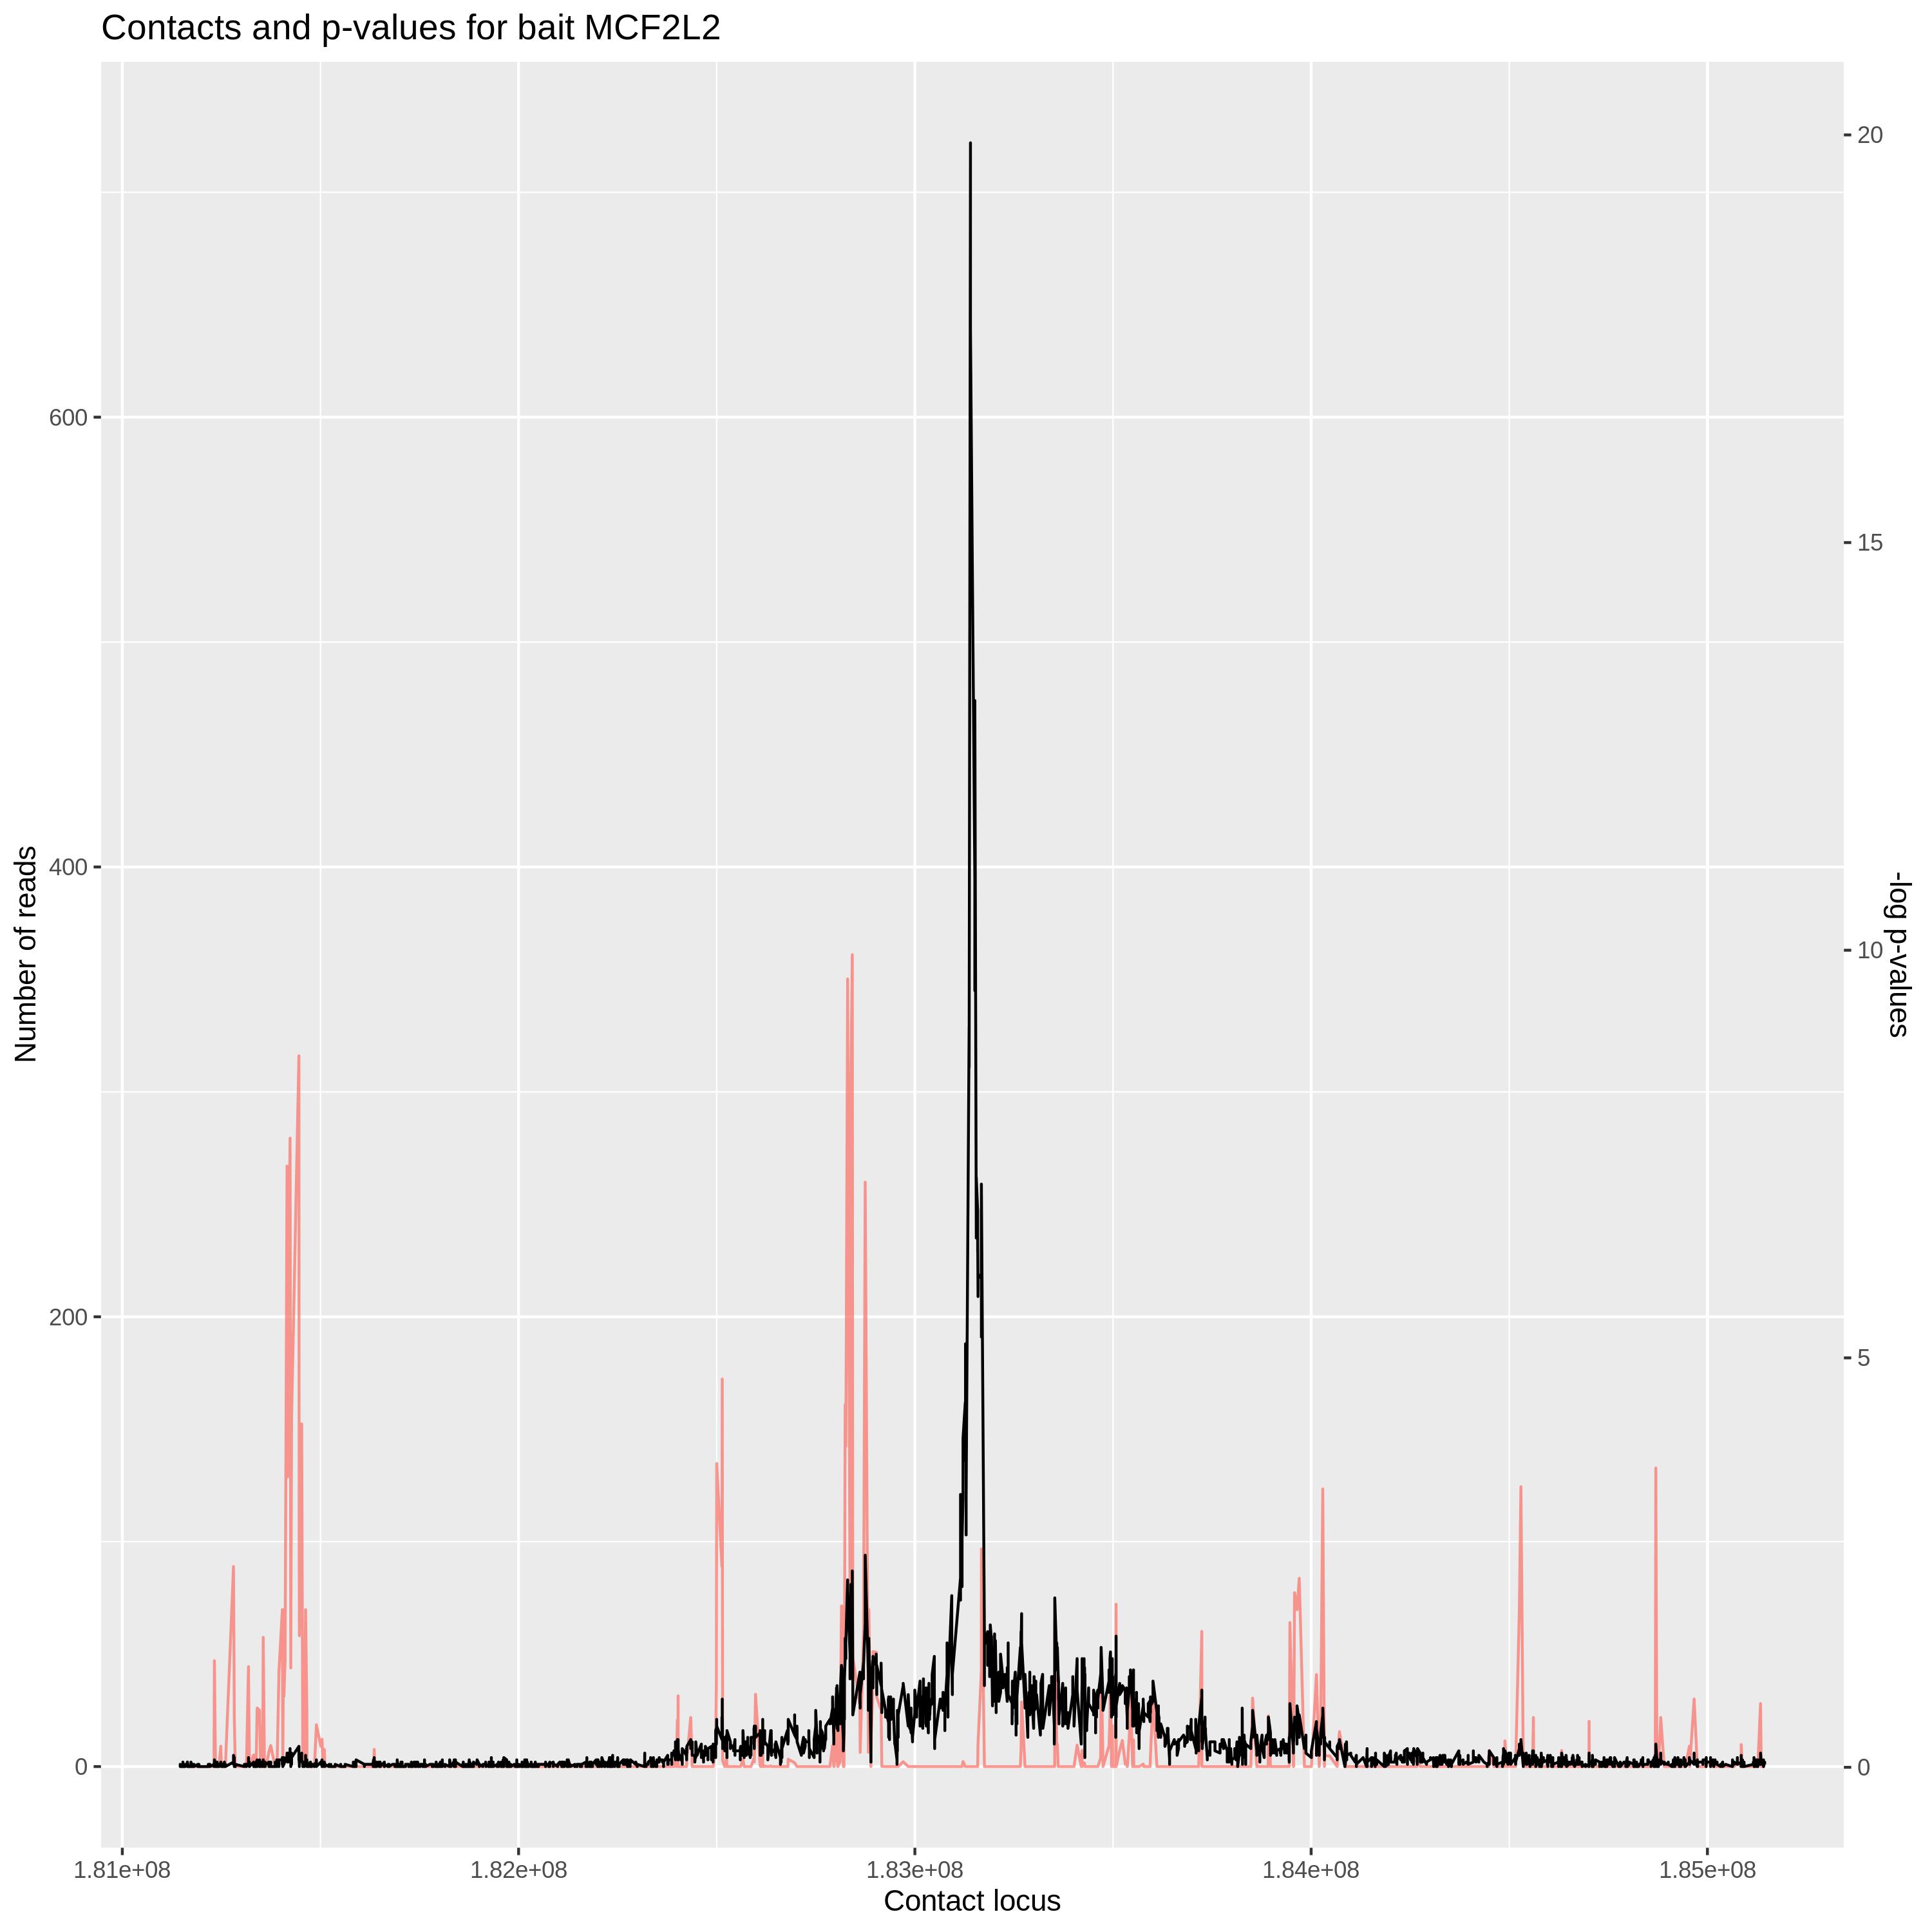 Contacts and p-values for bait MCF2L2
20
15
10
5
0
-log p-values
600
400
200
0
Number of reads
1.81e+08
1.82e+08
1.83e+08
1.84e+08
1.85e+08
Contact locus